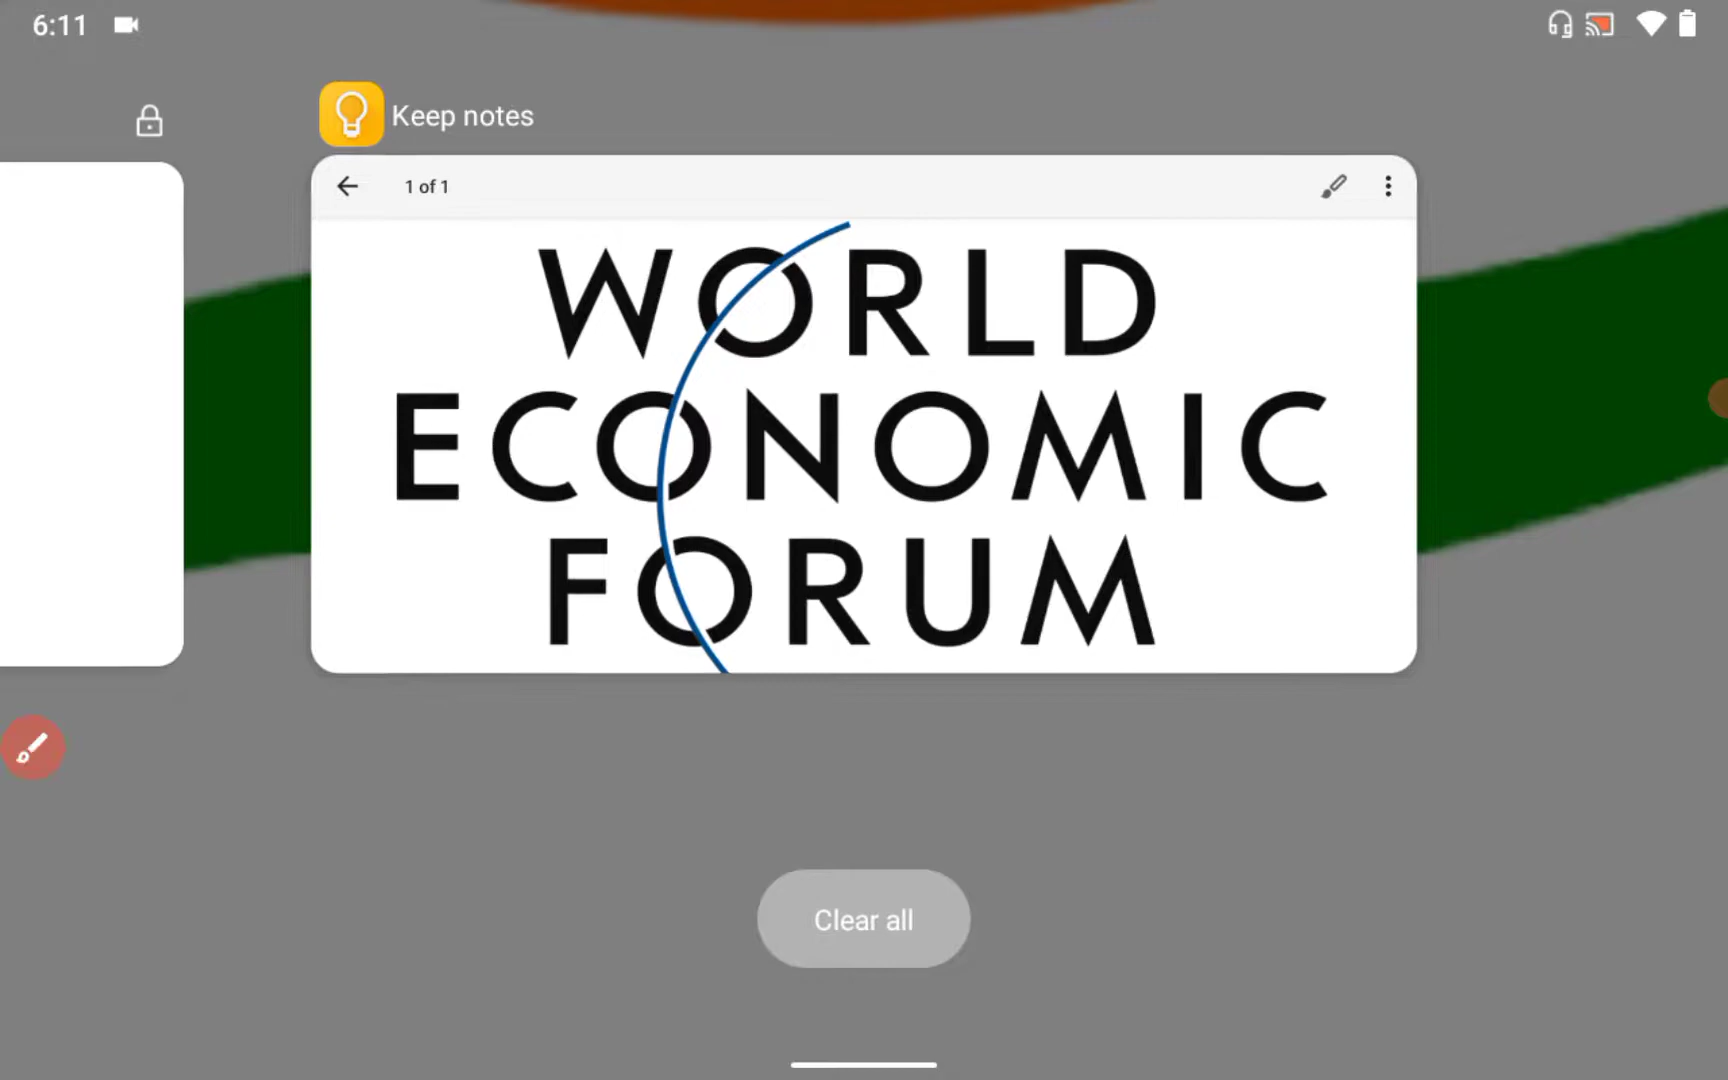 6:11
Keep notes
1 of 1
WORLD
ECONOMIC
FORUM
Clear all